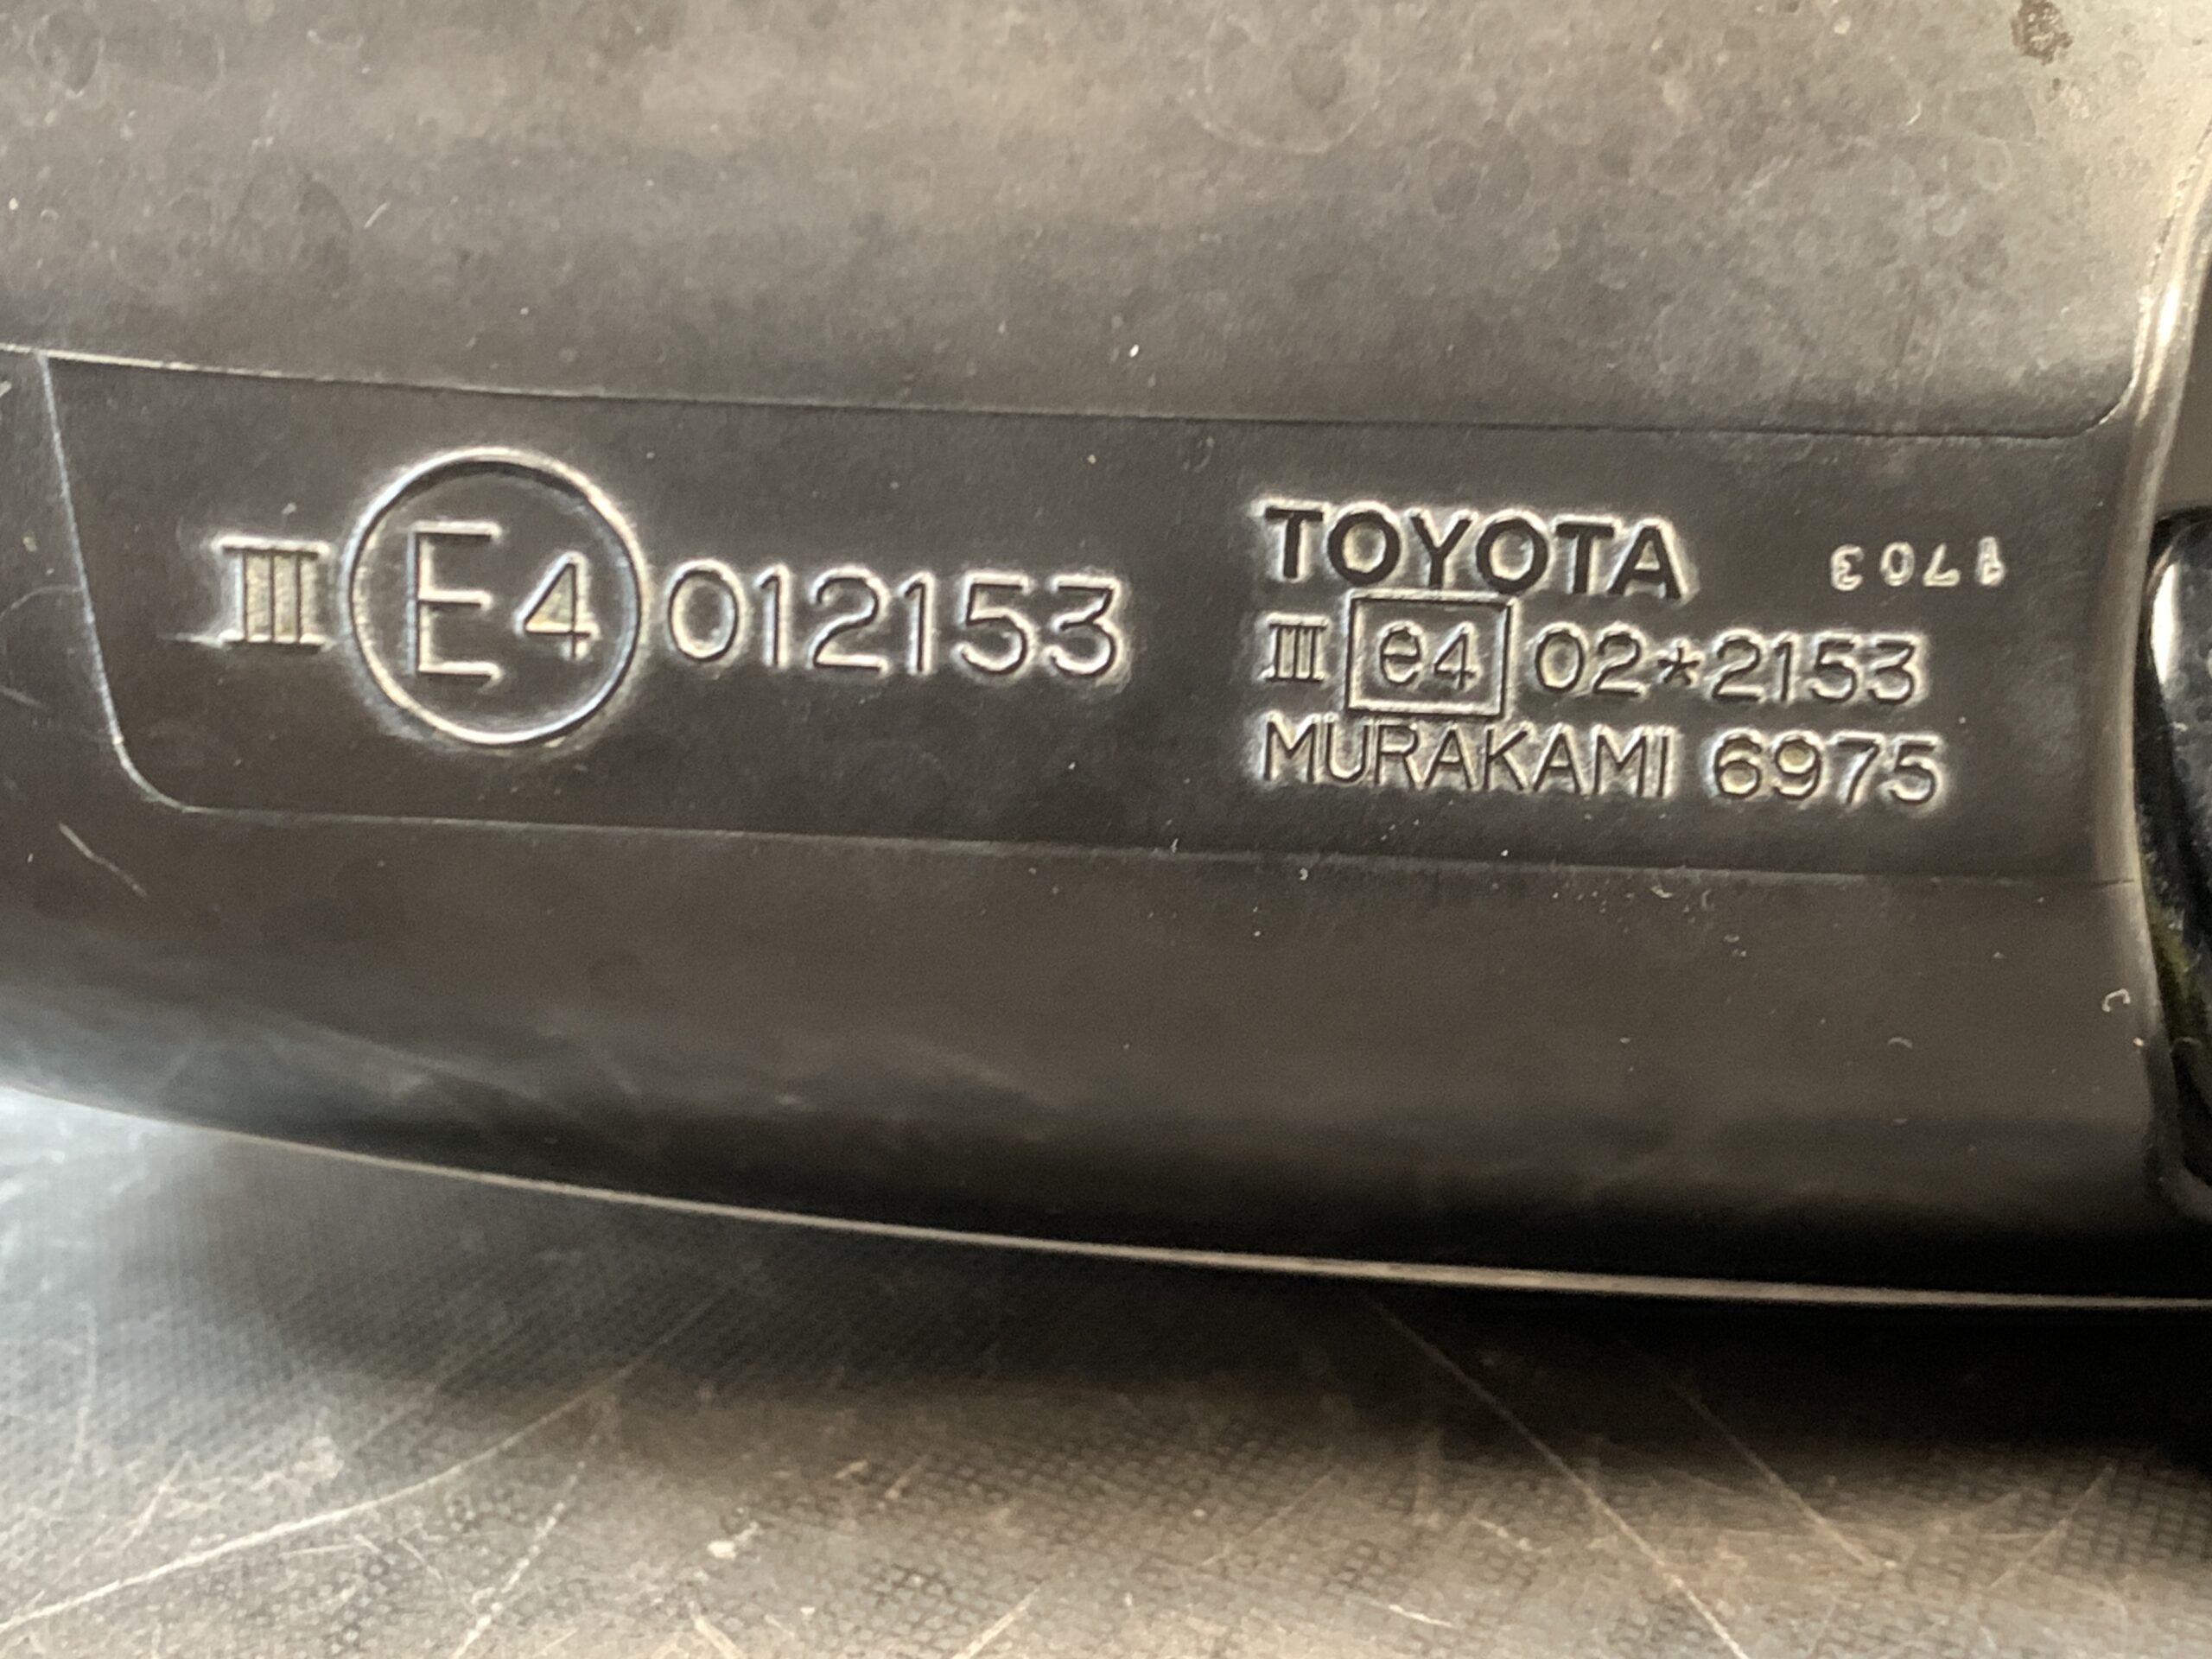 III E4 012153
TOYOTA 1703
III e4 02*2153
MURAKAMI 6975